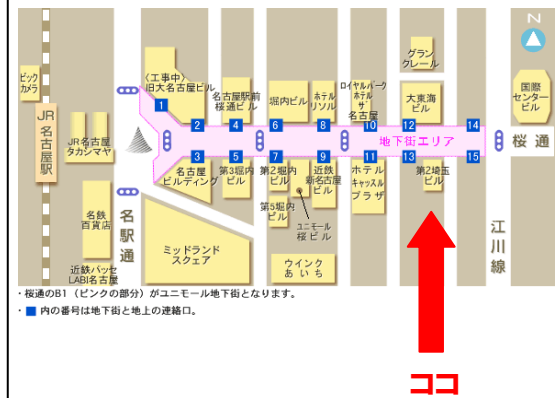 N
グラン
クレール
ビック
カメラ
〈工事中〉
旧大名古屋ビル
名古屋駅前
桜通ビル
堀内ビル
ホテル
リソル
ロイヤルパーク
ホテル
ザ
名古屋
大東海
ビル
国際
センター
ビル
1
2
4
6
8
10
12
14
JR名古屋駅
JR名古屋
タカシマヤ
地下街エリア
桜通
3
5
7
9
11
13
15
名古屋
ビルディング
第3堀内
ビル
第2堀内
ビル
近鉄
新名古屋
ビル
ホテル
キャッスル
プラザ
第2埼玉
ビル
第5堀内
ビル
ユニモール
桜ビル
名鉄
百貨店
名駅通
ミッドランド
スクェア
ウインク
あいち
江川線
近鉄パッセ
LABI名古屋
・桜通のB1（ピンクの部分）がユニモール地下街となります。
・■ 内の番号は地下街と地上の連絡口。
ココ